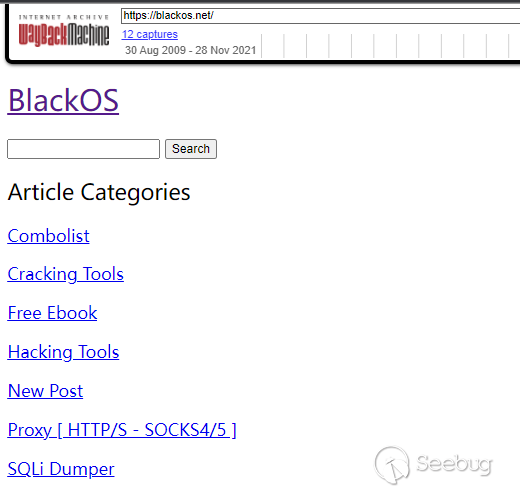 INTERNET ARCHIVE
WayBackMachine
https://blackos.net/
12 captures
30 Aug 2009 - 28 Nov 2021
BlackOS
Search
Article Categories
Combolist
Cracking Tools
Free Ebook
Hacking Tools
New Post
Proxy [ HTTP/S - SOCKS4/5 ]
SQLi Dumper
Seebug